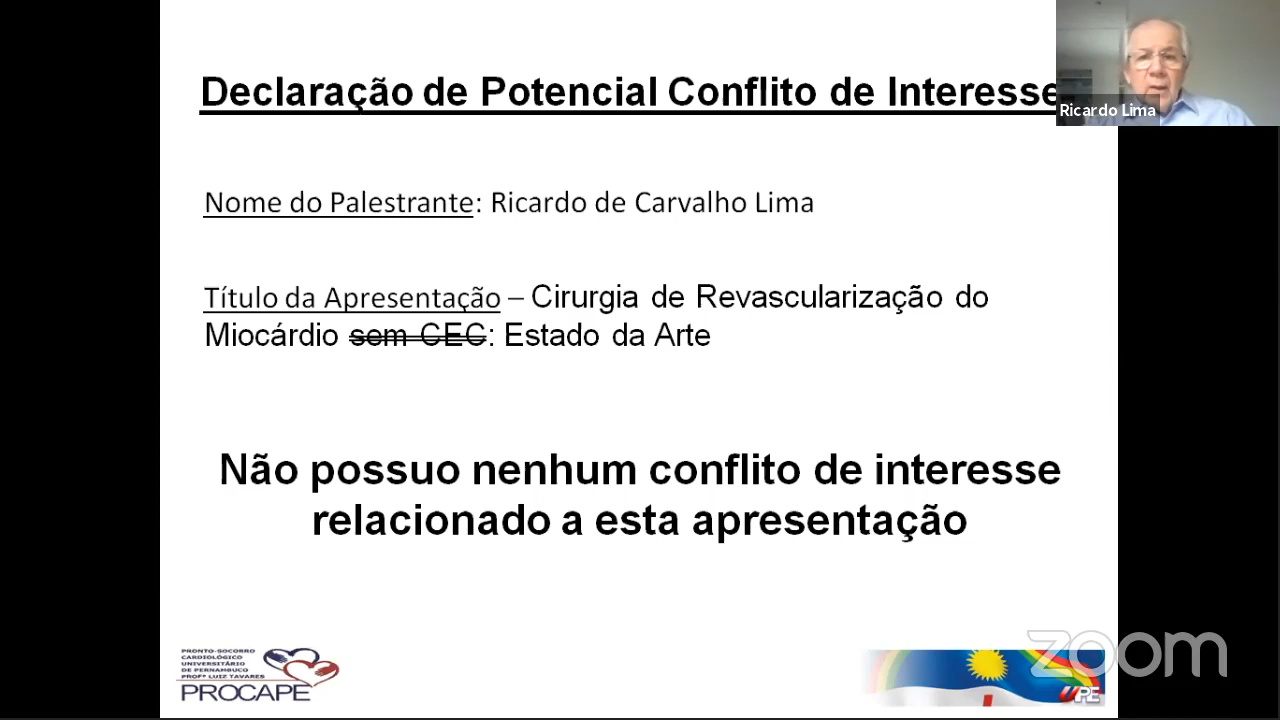 Declaração de Potencial Conflito de Interesse
Ricardo Lima
Nome do Palestrante: Ricardo de Carvalho Lima
Título da Apresentação – Cirurgia de Revascularização do
Miocárdio sem CEC: Estado da Arte
Não possuo nenhum conflito de interesse
relacionado a esta apresentação
PRONTO-SOCORRO
CARDIOLÓGICO
UNIVERSITÁRIO
DE PERNAMBUCO
PROFº LUIZ TAVARES
PROCAPE
zoom
UPE